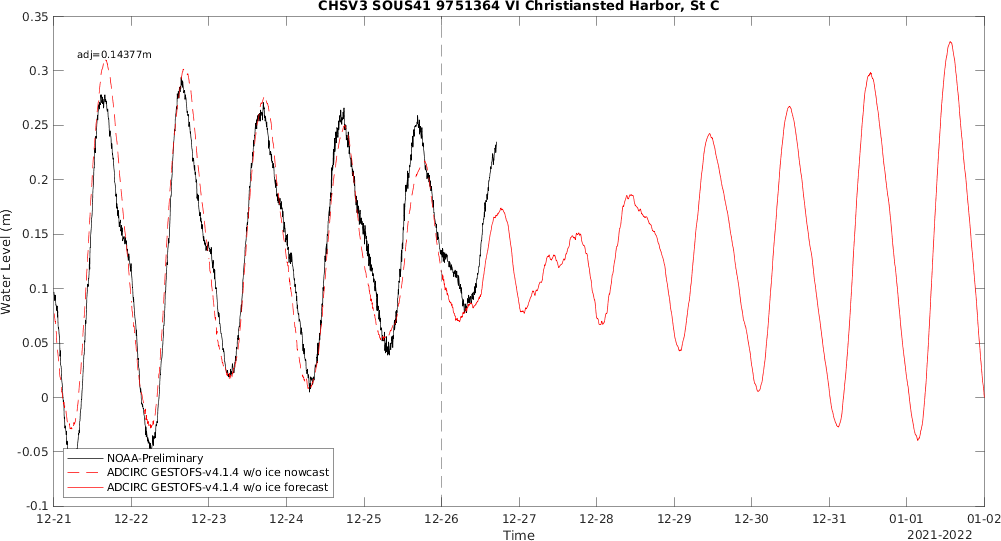 CHSV3 SOUS41 9751364 VI Christiansted Harbor, St C
adj=0.14377m
Water Level (m)
0.35
0.3
0.25
0.2
0.15
0.1
0.05
0
-0.05
-0.1
NOAA-Preliminary
ADCIRC GESTOFS-v4.1.4 w/o ice nowcast
ADCIRC GESTOFS-v4.1.4 w/o ice forecast
12-21 12-22 12-23 12-24 12-25 12-26 12-27 12-28 12-29 12-30 12-31 01-01 01-02
Time
2021-2022